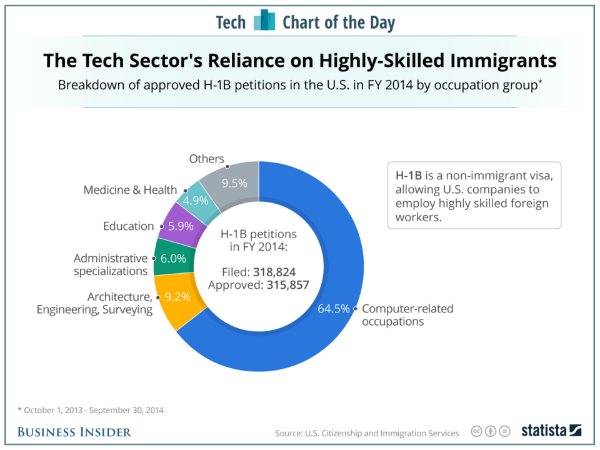 Tech Chart of the Day
The Tech Sector's Reliance on Highly-Skilled Immigrants
Breakdown of approved H-1B petitions in the U.S. in FY 2014 by occupation group*
Others
9.5%
Medicine & Health
4.9%
Education
5.9%
Administrative
specializations
6.0%
Architecture,
Engineering, Surveying
9.2%
H-1B petitions
in FY 2014:
Filed: 318,824
Approved: 315,857
64.5%
Computer-related
occupations
H-1B is a non-immigrant visa,
allowing U.S. companies to
employ highly skilled foreign
workers.
* October 1, 2013 - September 30, 2014
BUSINESS INSIDER
Source: U.S. Citizenship and Immigration Services
cc
statista